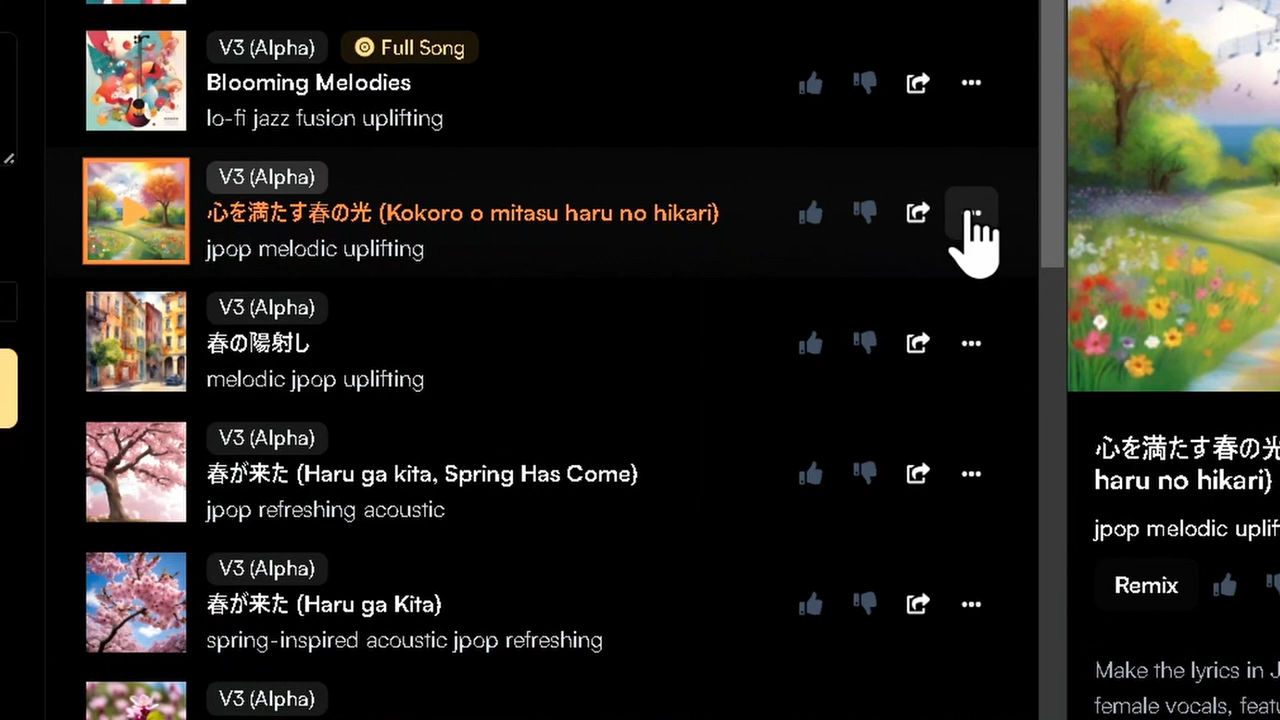 V3 (Alpha) Full Song
Blooming Melodies
lo-fi jazz fusion uplifting
V3 (Alpha)
心を満たす春の光 (Kokoro o mitasu haru no hikari)
jpop melodic uplifting
V3 (Alpha)
春の陽射し
melodic jpop uplifting
V3 (Alpha)
春が来た (Haru ga kita, Spring Has Come)
jpop refreshing acoustic
V3 (Alpha)
春が来た (Haru ga Kita)
spring-inspired acoustic jpop refreshing
V3 (Alpha)
心を満たす春の光
haru no hikari)
jpop melodic uplif
Remix
Make the lyrics in J
female vocals, feat